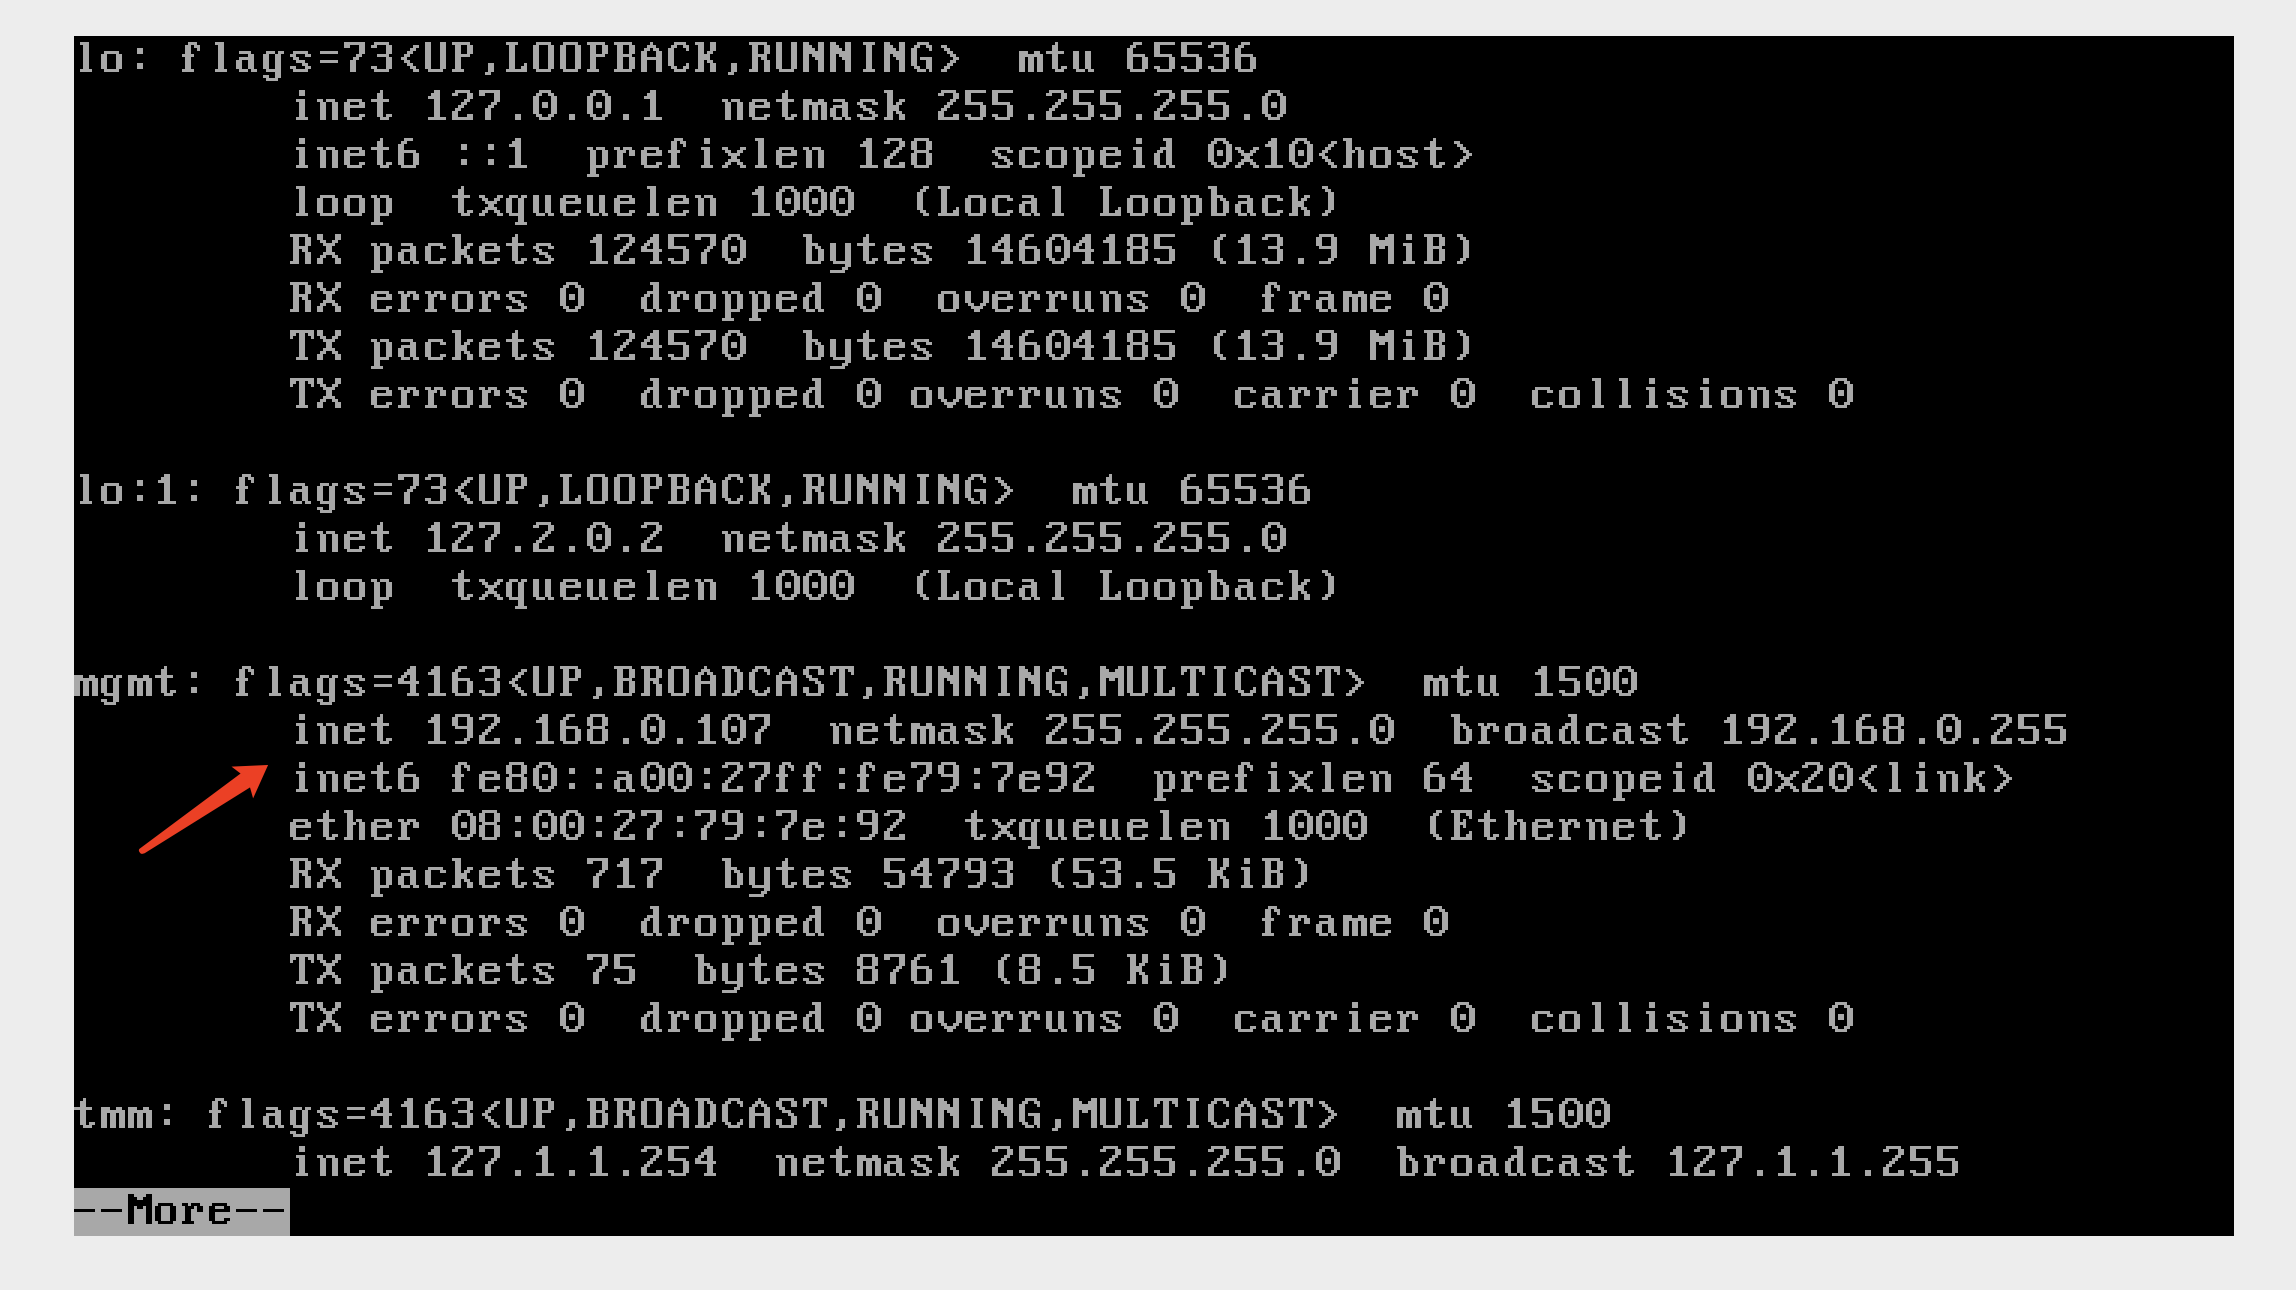 lo: flags=73<UP,LOOPBACK,RUNNING>  mtu 65536
        inet 127.0.0.1  netmask 255.255.255.0
        inet6 ::1  prefixlen 128  scopeid 0x10<host>
        loop  txqueuelen 1000  (Local Loopback)
        RX packets 124570  bytes 14604185 (13.9 MiB)
        RX errors 0  dropped 0  overruns 0  frame 0
        TX packets 124570  bytes 14604185 (13.9 MiB)
        TX errors 0  dropped 0 overruns 0  carrier 0  collisions 0

lo:1: flags=73<UP,LOOPBACK,RUNNING>  mtu 65536
        inet 127.2.0.2  netmask 255.255.255.0
        loop  txqueuelen 1000  (Local Loopback)

mgmt: flags=4163<UP,BROADCAST,RUNNING,MULTICAST>  mtu 1500
        inet 192.168.0.107  netmask 255.255.255.0  broadcast 192.168.0.255
        inet6 fe80::a00:27ff:fe79:7e92  prefixlen 64  scopeid 0x20<link>
        ether 08:00:27:79:7e:92  txqueuelen 1000  (Ethernet)
        RX packets 717  bytes 54793 (53.5 KiB)
        RX errors 0  dropped 0  overruns 0  frame 0
        TX packets 75  bytes 8761 (8.5 KiB)
        TX errors 0  dropped 0 overruns 0  carrier 0  collisions 0

tmm: flags=4163<UP,BROADCAST,RUNNING,MULTICAST>  mtu 1500
        inet 127.1.1.254  netmask 255.255.255.0  broadcast 127.1.1.255
--More--